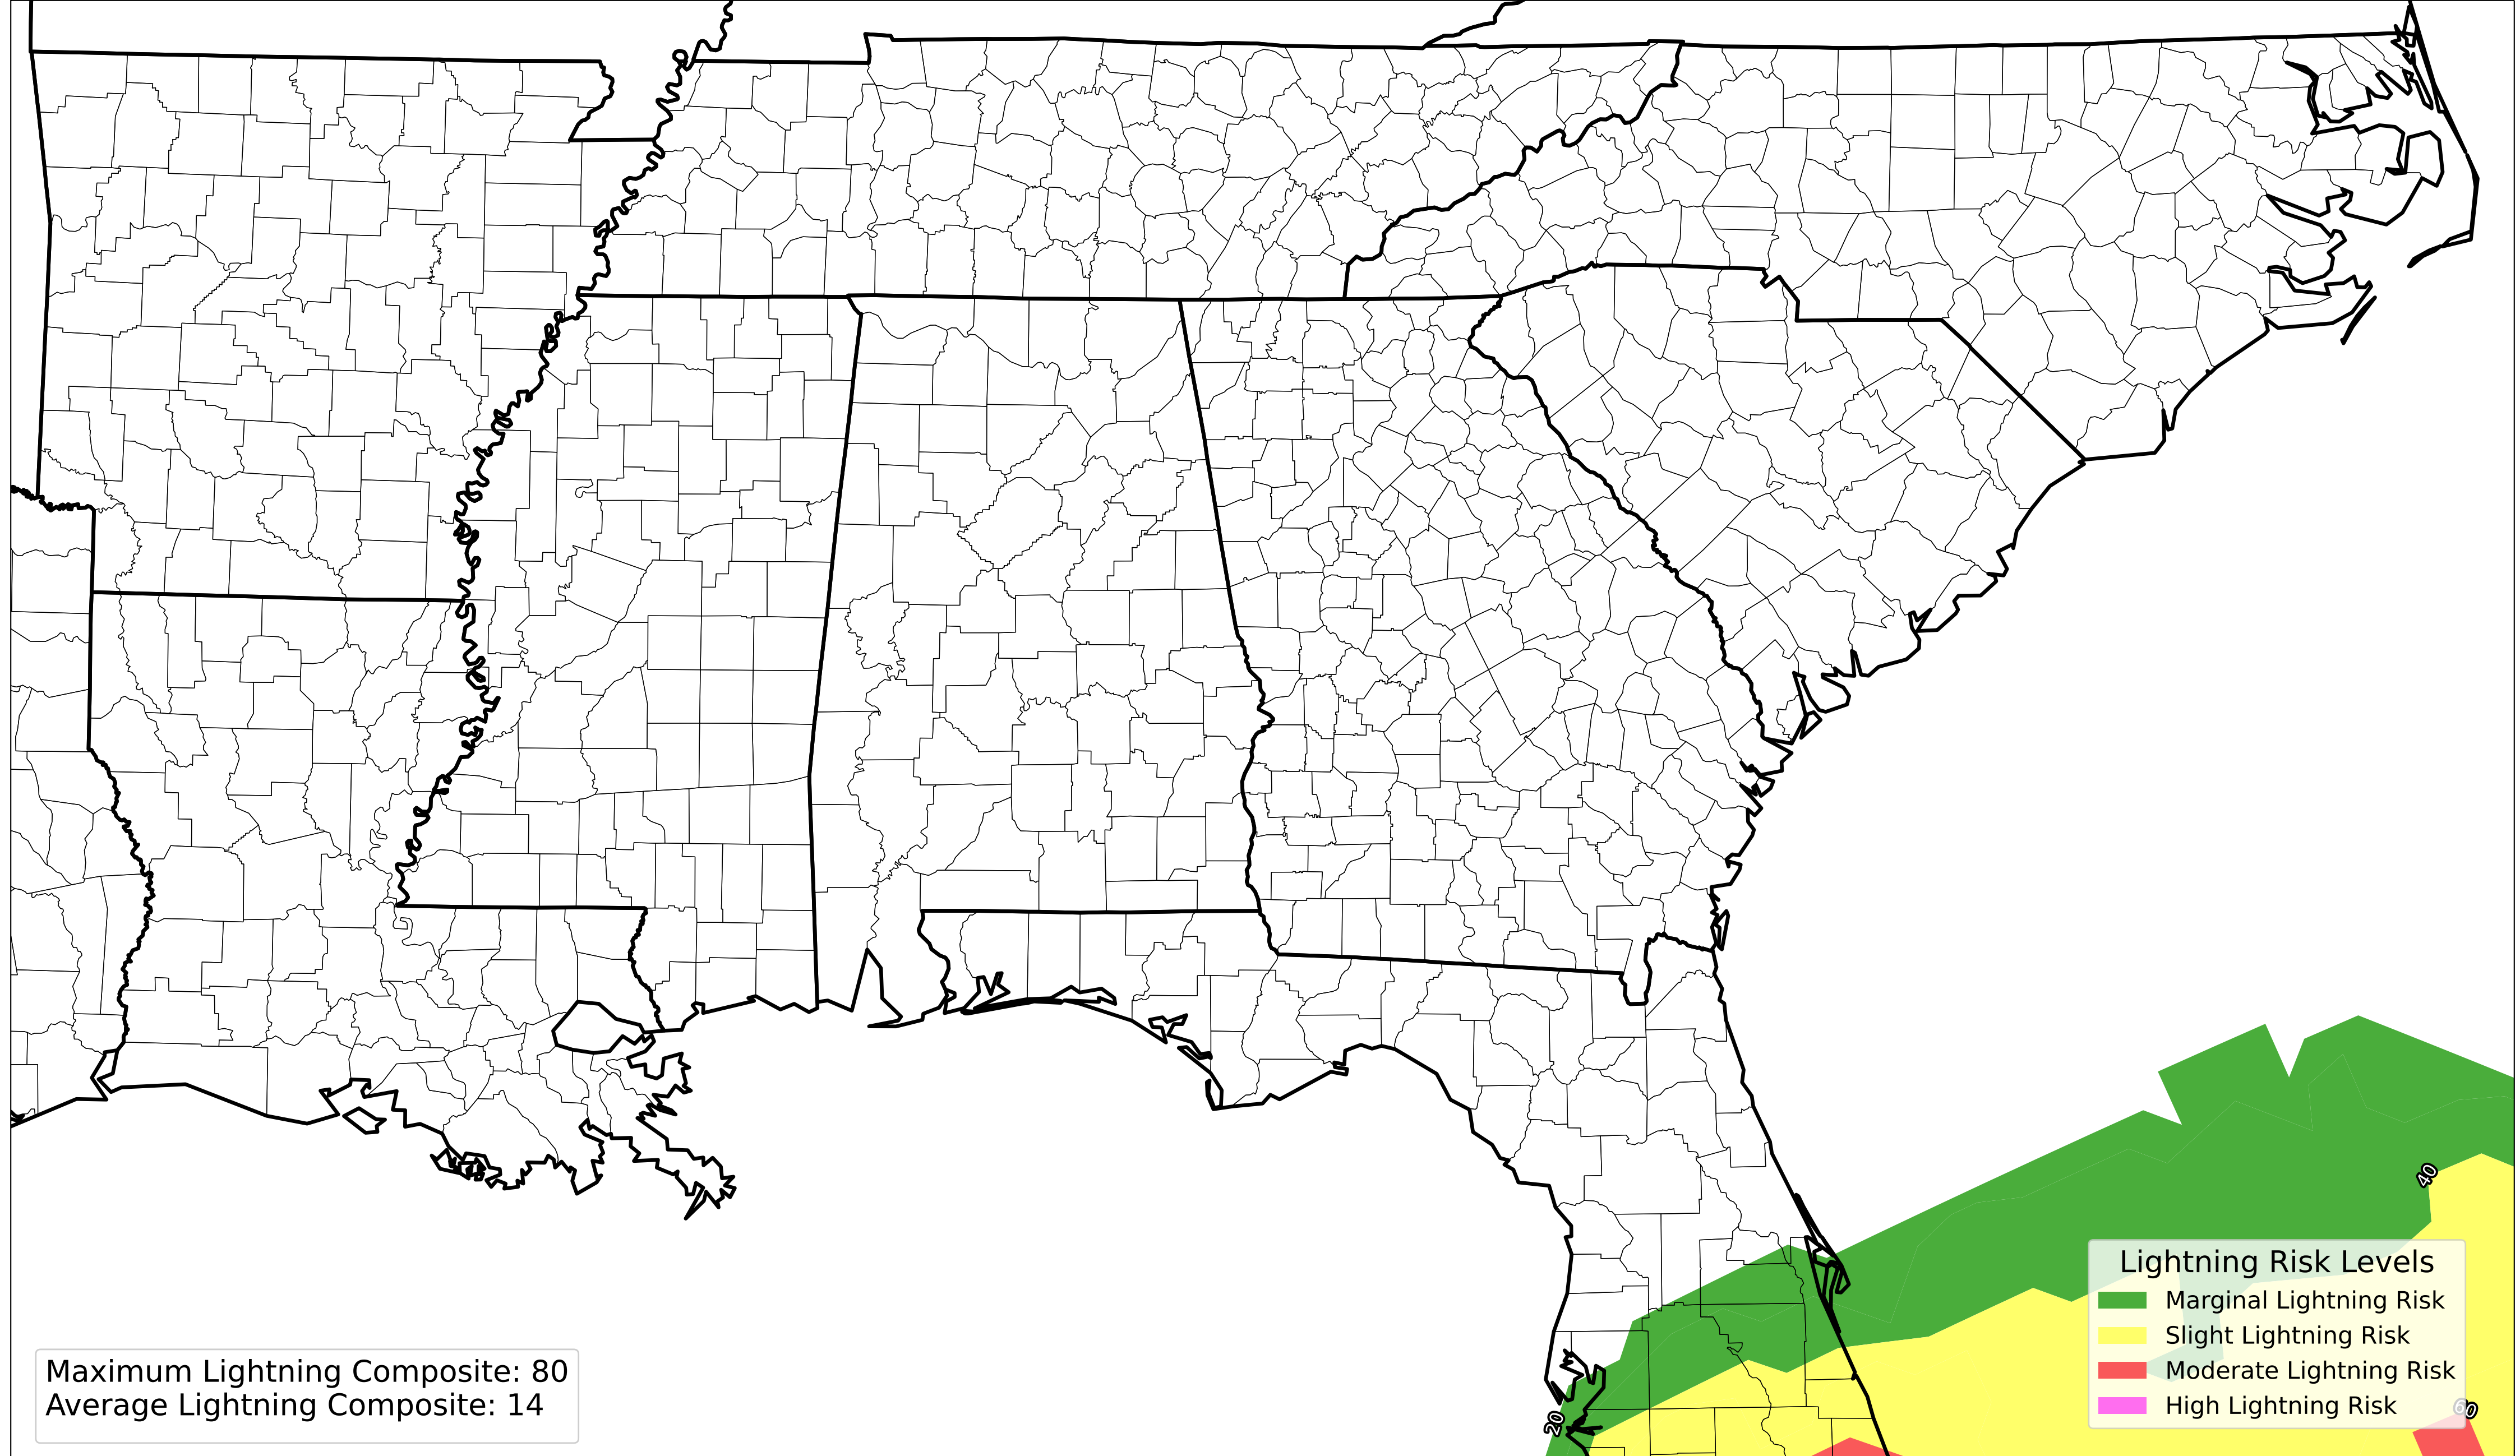 40
Lightning Risk Levels
Marginal Lightning Risk
Slight Lightning Risk
Moderate Lightning Risk
High Lightning Risk
60
20
Maximum Lightning Composite: 80
Average Lightning Composite: 14